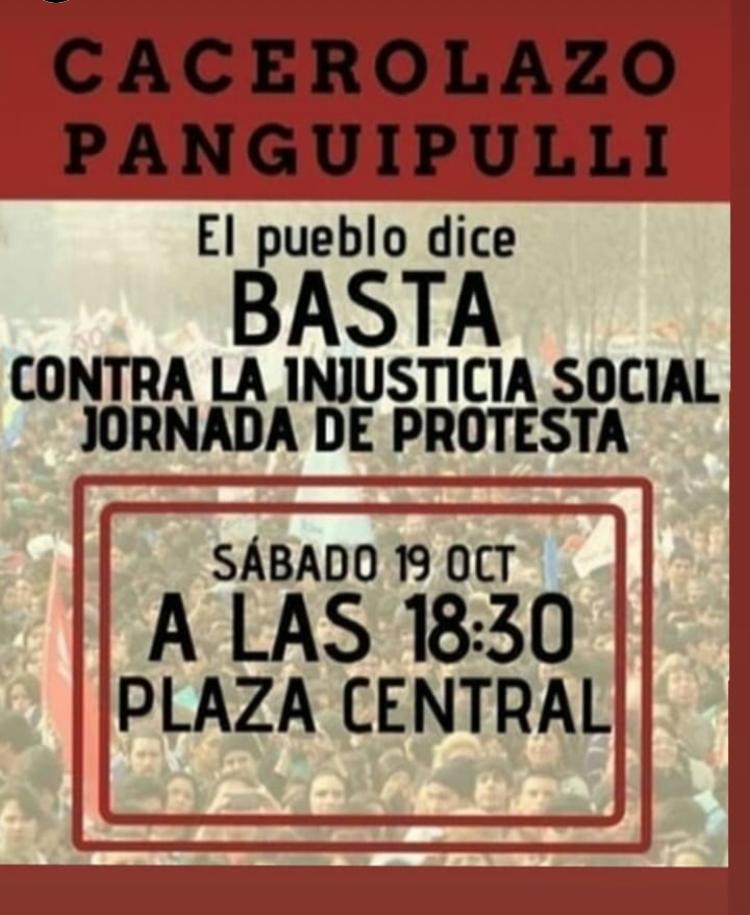 CACEROLAZO
PANGUIPULLI
El pueblo dice
BASTA
CONTRA LA INJUSTICIA SOCIAL
JORNADA DE PROTESTA
SÁBADO 19 OCT
A LAS 18:30
PLAZA CENTRAL